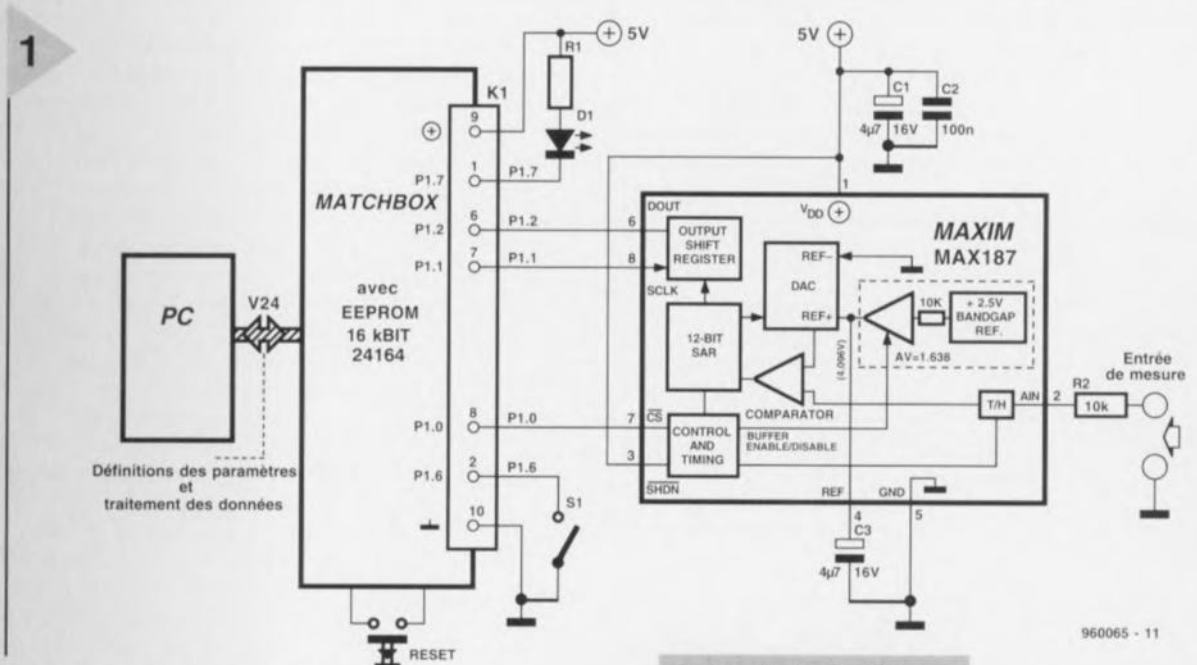 1
PC
V24
Définitions des paramètres
et
traitement des données
MATCHBOX
avec
EEPROM
16 kBIT
24164
RESET
K1
9
1
P1.7
P1.7
6
P1.2
P1.2
7
P1.1
P1.1
8
P1.0
P1.0
2
P1.6
P1.6
10
S1
5V
R1
D1
5V
C1
4µ7
16V
C2
100n
1
VDD
MAXIM
MAX187
DOUT
6
8
SCLK
OUTPUT
SHIFT
REGISTER
12-BIT
SAR
DAC
REF–
REF+
(4.096V)
AV=1.638
10K
+ 2.5V
BANDGAP
REF.
COMPARATOR
T/H
AIN
2
R2
10k
Entrée
de mesure
7
CS
3
SHDN
CONTROL
AND
TIMING
BUFFER
ENABLE/DISABLE
REF
GND
4
5
C3
4µ7
16V
960065 - 11